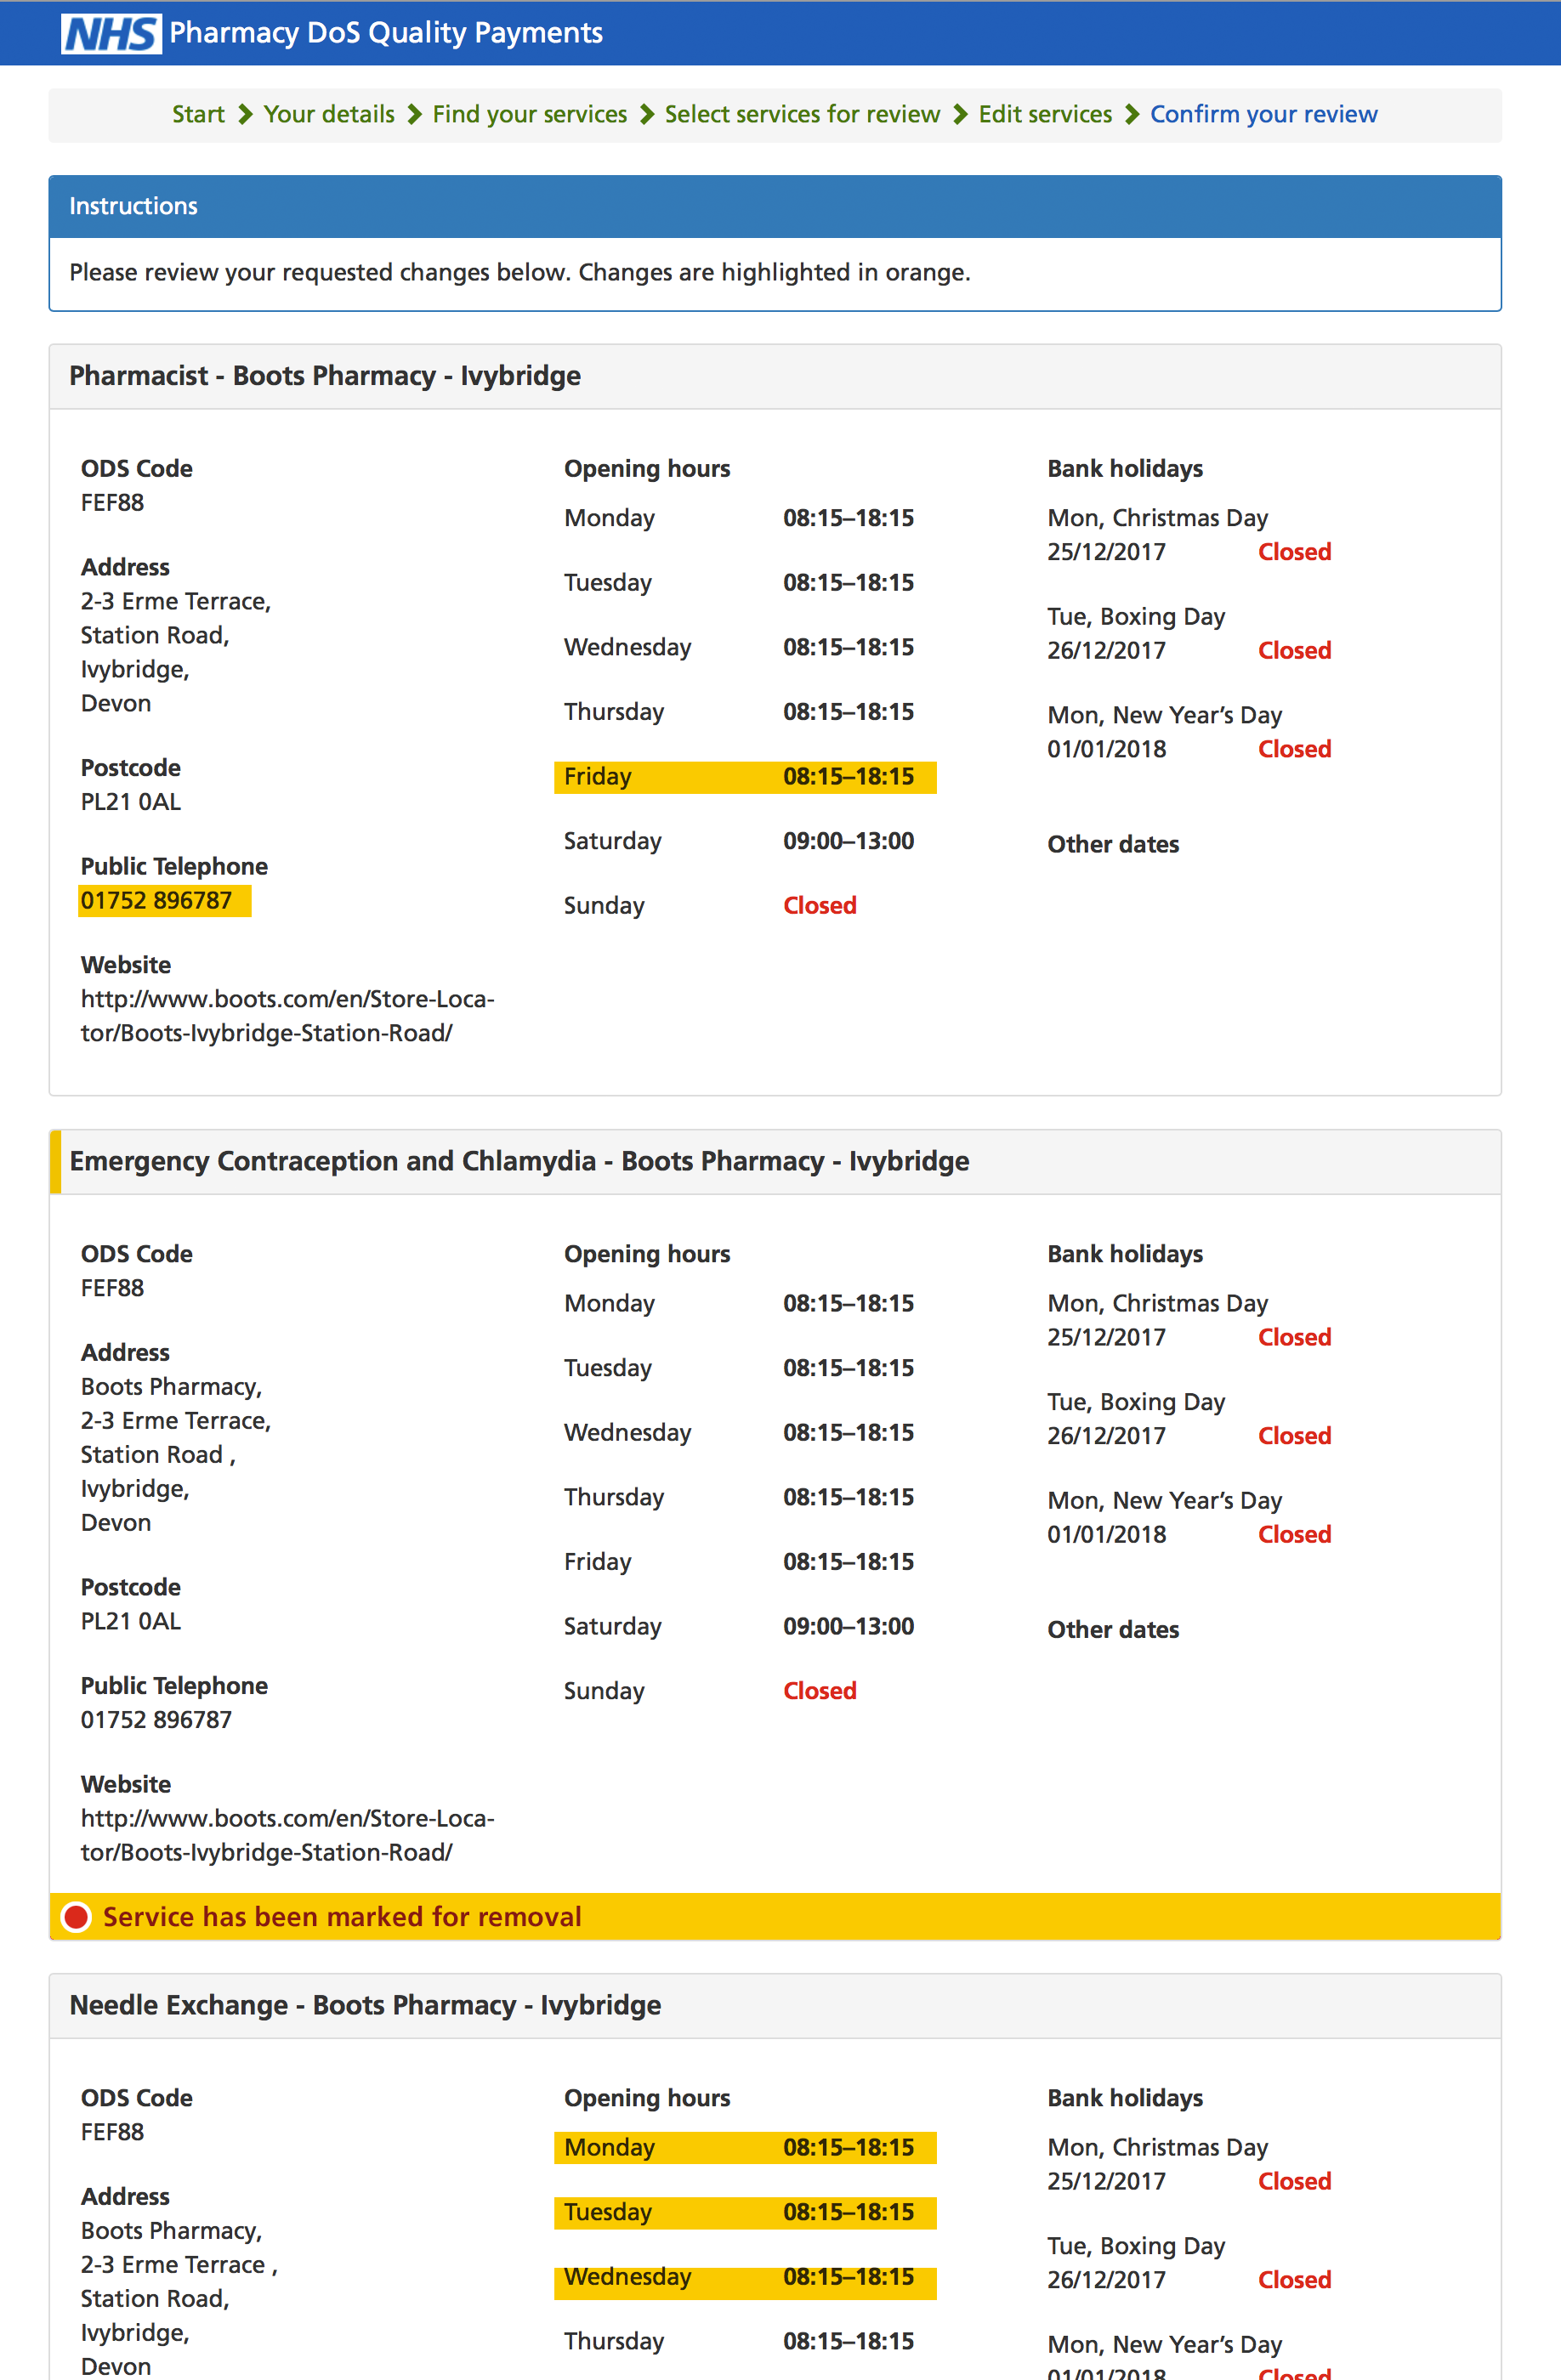 NHS Pharmacy DoS Quality Payments
Start > Your details > Find your services > Select services for review > Edit services > Confirm your review
Instructions
Please review your requested changes below. Changes are highlighted in orange.
Pharmacist - Boots Pharmacy - Ivybridge
ODS Code
FEF88
Address
2-3 Erme Terrace,
Station Road,
Ivybridge,
Devon
Postcode
PL21 0AL
Public Telephone
01752 896787
Website
http://www.boots.com/en/Store-Loca-
tor/Boots-Ivybridge-Station-Road/
Opening hours
Monday 08:15–18:15
Tuesday 08:15–18:15
Wednesday 08:15–18:15
Thursday 08:15–18:15
Friday 08:15–18:15
Saturday 09:00–13:00
Sunday Closed
Bank holidays
Mon, Christmas Day
25/12/2017 Closed
Tue, Boxing Day
26/12/2017 Closed
Mon, New Year’s Day
01/01/2018 Closed
Other dates
Emergency Contraception and Chlamydia - Boots Pharmacy - Ivybridge
ODS Code
FEF88
Address
Boots Pharmacy,
2-3 Erme Terrace,
Station Road ,
Ivybridge,
Devon
Postcode
PL21 0AL
Public Telephone
01752 896787
Website
http://www.boots.com/en/Store-Loca-
tor/Boots-Ivybridge-Station-Road/
Opening hours
Monday 08:15–18:15
Tuesday 08:15–18:15
Wednesday 08:15–18:15
Thursday 08:15–18:15
Friday 08:15–18:15
Saturday 09:00–13:00
Sunday Closed
Bank holidays
Mon, Christmas Day
25/12/2017 Closed
Tue, Boxing Day
26/12/2017 Closed
Mon, New Year’s Day
01/01/2018 Closed
Other dates
Service has been marked for removal
Needle Exchange - Boots Pharmacy - Ivybridge
ODS Code
FEF88
Address
Boots Pharmacy,
2-3 Erme Terrace ,
Station Road,
Ivybridge,
Devon
Opening hours
Monday 08:15–18:15
Tuesday 08:15–18:15
Wednesday 08:15–18:15
Thursday 08:15–18:15
Bank holidays
Mon, Christmas Day
25/12/2017 Closed
Tue, Boxing Day
26/12/2017 Closed
Mon, New Year’s Day
01/01/2018 Closed